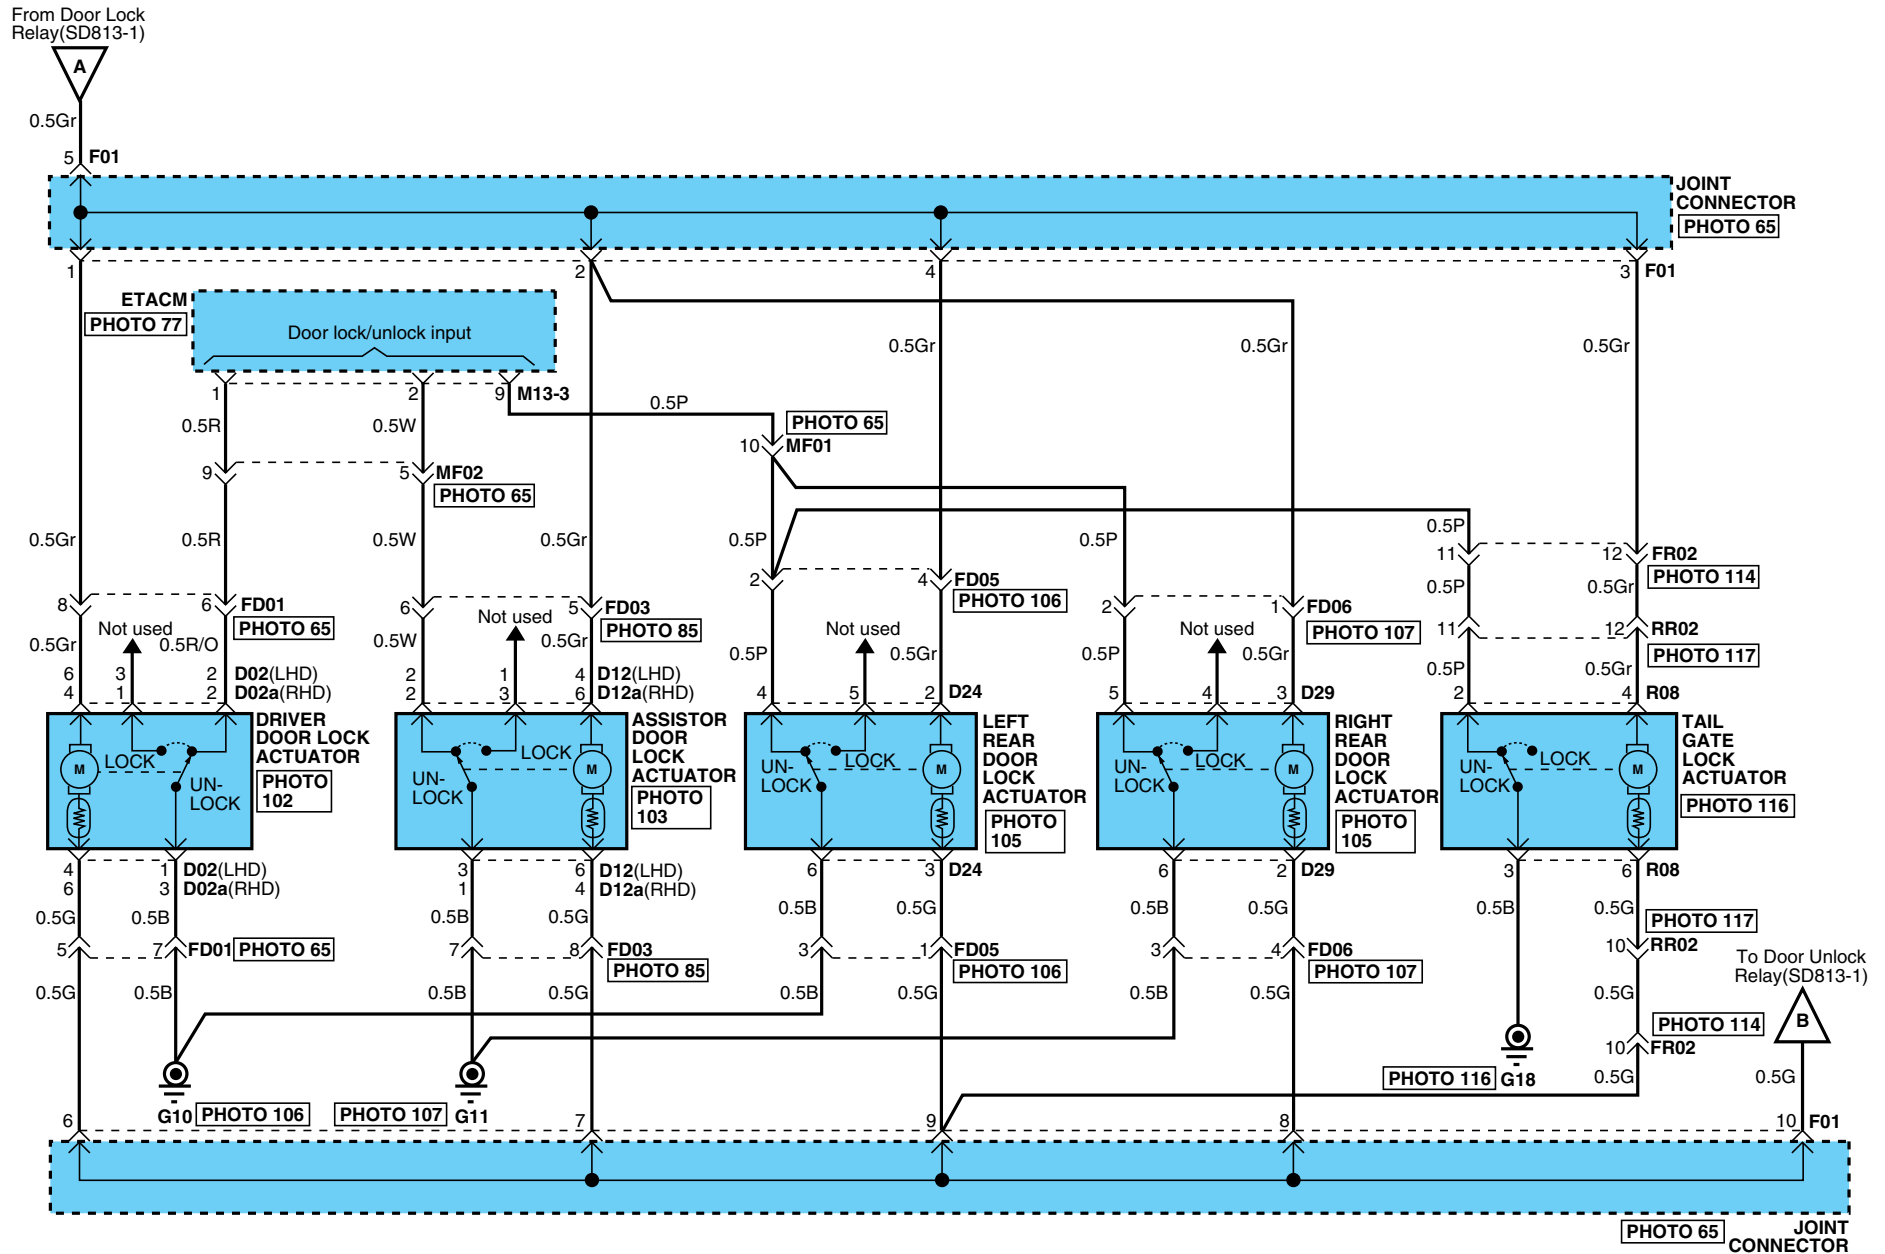 From Door Lock
Relay(SD813-1)
A
0.5Gr
5 F01
JOINT
CONNECTOR
PHOTO 65
1 2 4 3 F01
ETACM
PHOTO 77
Door lock/unlock input
0.5Gr 0.5Gr 0.5Gr
1 2 9 M13-3
0.5P
0.5R 0.5W
PHOTO 65
10 MF01
9 5 MF02
PHOTO 65
0.5Gr 0.5R 0.5W 0.5Gr 0.5P 0.5P 0.5P
11 12 FR02
PHOTO 114
2 4 FD05
PHOTO 106
0.5P 0.5Gr
8 6 FD01
PHOTO 65
6 5 FD03
PHOTO 85
2 1 FD06
PHOTO 107
11 12 RR02
PHOTO 117
0.5Gr Not used 0.5R/O 0.5W Not used 0.5Gr 0.5P Not used 0.5Gr 0.5P Not used 0.5Gr 0.5P 0.5Gr
6 3 2 D02(LHD)
4 1 2 D02a(RHD)
2 1 4 D12(LHD)
2 3 6 D12a(RHD)
4 5 2 D24
5 4 3 D29
2 4 R08
M LOCK UN-
LOCK
DRIVER
DOOR LOCK
ACTUATOR
PHOTO
102
UN-
LOCK LOCK M
ASSISTOR
DOOR
LOCK
ACTUATOR
PHOTO
103
UN-
LOCK LOCK M
LEFT
REAR
DOOR
LOCK
ACTUATOR
PHOTO
105
UN-
LOCK LOCK M
RIGHT
REAR
DOOR
LOCK
ACTUATOR
PHOTO
105
UN-
LOCK LOCK M
TAIL
GATE
LOCK
ACTUATOR
PHOTO 116
4 1 D02(LHD)
6 3 D02a(RHD)
3 6 D12(LHD)
1 4 D12a(RHD)
6 3 D24
6 2 D29
3 6 R08
0.5G 0.5B 0.5B 0.5G 0.5B 0.5G 0.5B 0.5G 0.5B 0.5G
PHOTO 117
10 RR02
5 7 FD01 PHOTO 65
7 8 FD03
PHOTO 85
3 1 FD05
PHOTO 106
3 4 FD06
PHOTO 107
To Door Unlock
Relay(SD813-1)
B
0.5G 0.5B 0.5B 0.5G 0.5B 0.5G 0.5B 0.5G 0.5G
PHOTO 114
10 FR02
0.5G 0.5G
PHOTO 116 G18
G10 PHOTO 106
PHOTO 107 G11
6 7 9 8 10 F01
PHOTO 65
JOINT
CONNECTOR